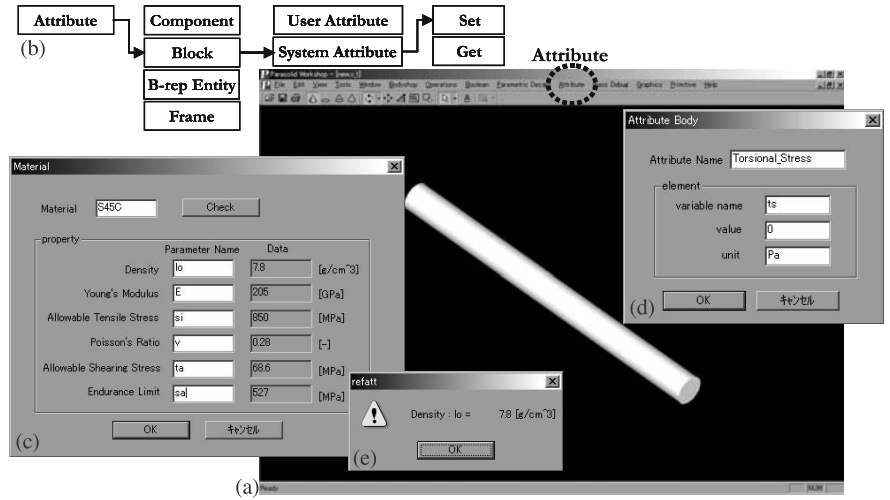 Attribute
Component
User Attribute
Set
(b)
Block
System Attribute
Get
B-rep Entity
Frame
Attribute
Parasolid Workshop - [new.x_t]
File Edit View Tools Window Bodyshop Operations Boolean Parametric Attribute Debug Graphics Primitive Help
Material
Material S45C Check
property
Parameter Name Data
Density lo 7.8 [g/cm^3]
Young's Modulus E 205 [GPa]
Allowable Tensile Stress si 850 [MPa]
Poisson's Ratio v 0.28 [-]
Allowable Shearing Stress ta 68.6 [MPa]
Endurance Limit sa 527 [MPa]
OK キャンセル
(c)
Attribute Body
Attribute Name Torsional_Stress
element
variable name ts
value 0
unit Pa
OK キャンセル
(d)
refatt
Density : lo = 7.8 [g/cm^3]
OK
(e)
(a)
Ready
NUM